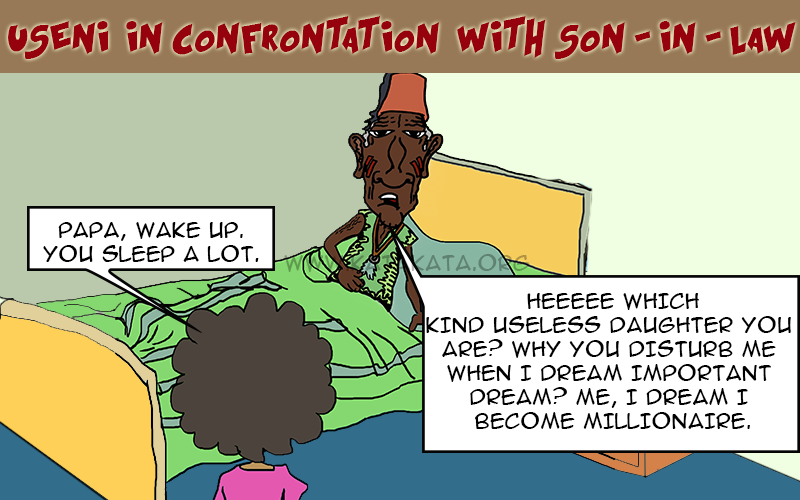 USENI IN CONFRONTATION WITH SON - IN - LAW
PAPA, WAKE UP.
YOU SLEEP A LOT.
HEEEEE WHICH
KIND USELESS DAUGHTER YOU
ARE? WHY YOU DISTURB ME
WHEN I DREAM IMPORTANT
DREAM? ME, I DREAM I
BECOME MILLIONAIRE.